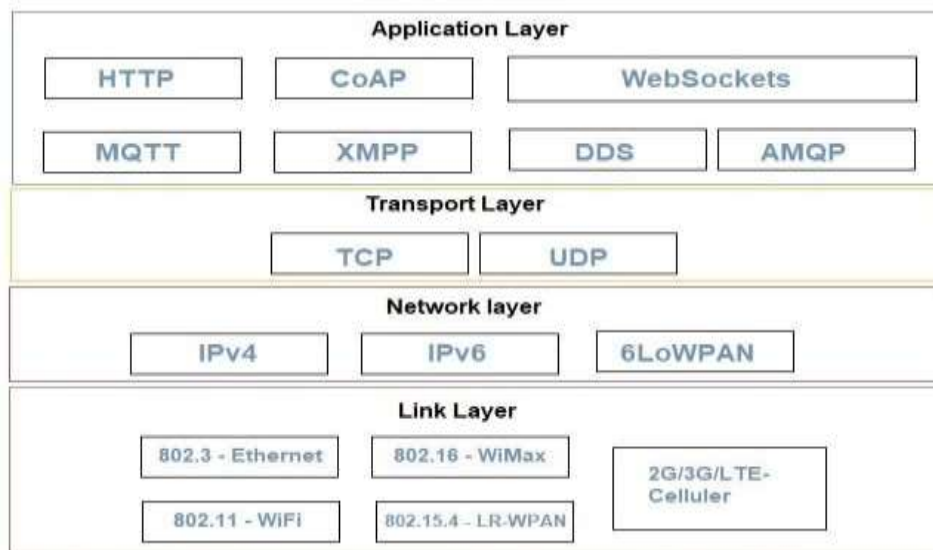 Application Layer
HTTP
CoAP
WebSockets
MQTT
XMPP
DDS
AMQP
Transport Layer
TCP
UDP
Network layer
IPv4
IPv6
6LoWPAN
Link Layer
802.3 - Ethernet
802.16 - WiMax
2G/3G/LTE-
Celluler
802.11 - WiFi
802.15.4 - LR-WPAN